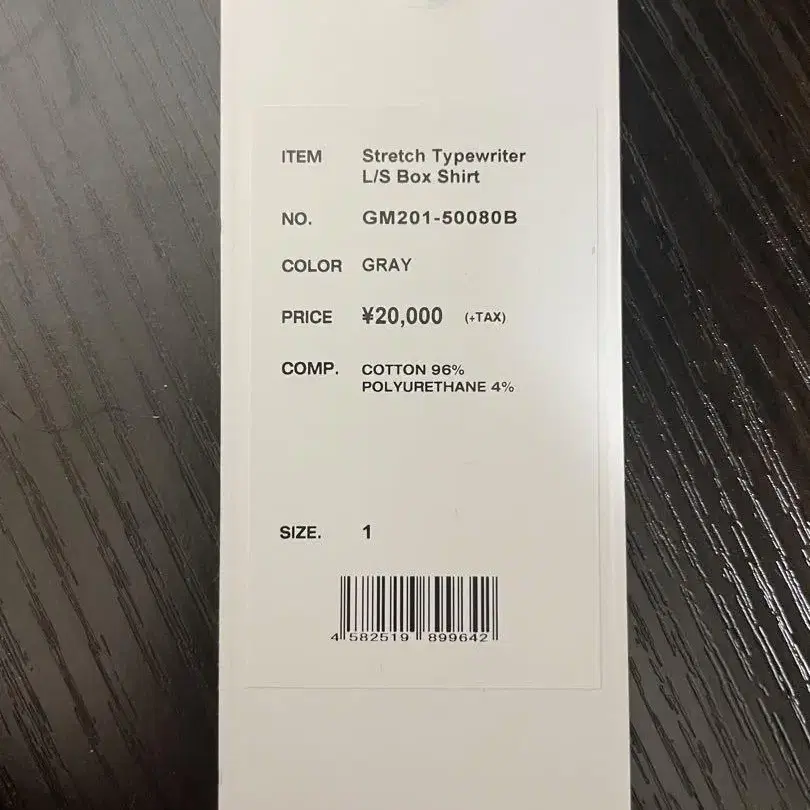 ITEM Stretch Typewriter
L/S Box Shirt
NO. GM201-50080B
COLOR GRAY
PRICE ¥20,000 (+TAX)
COMP. COTTON 96%
POLYURETHANE 4%
SIZE. 1
4 582519 899642